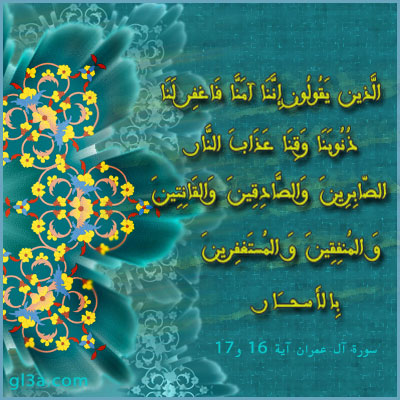 الَّذِينَ يَقُولُونَ إِنَّنَا آمَنَّا فَاغْفِرْ لَنَا
ذُنُوبَنَا وَقِنَا عَذَابَ النَّارِ
الصَّابِرِينَ وَالصَّادِقِينَ وَالْقَانِتِينَ
وَالْمُنفِقِينَ وَالْمُسْتَغْفِرِينَ
بِالأَسْحَارِ
سورة آل عمران آية 16 و17
gl3a.com